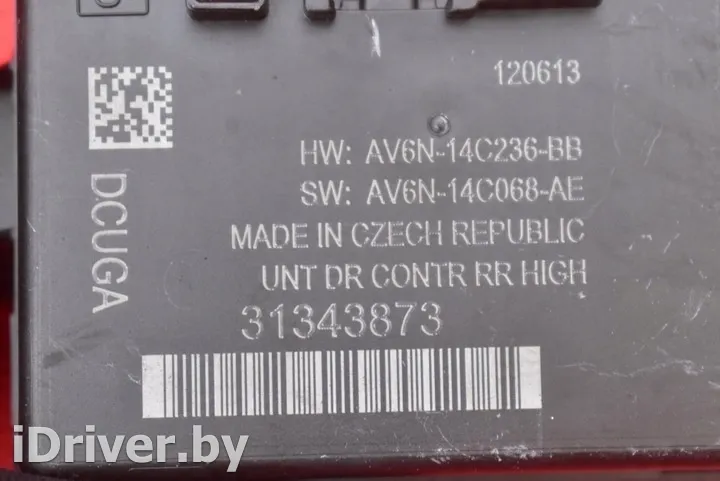 120613
HW: AV6N-14C236-BB
SW: AV6N-14C068-AE
MADE IN CZECH REPUBLIC
UNT DR CONTR RR HIGH
31343873
DCUGA
iDriver.by